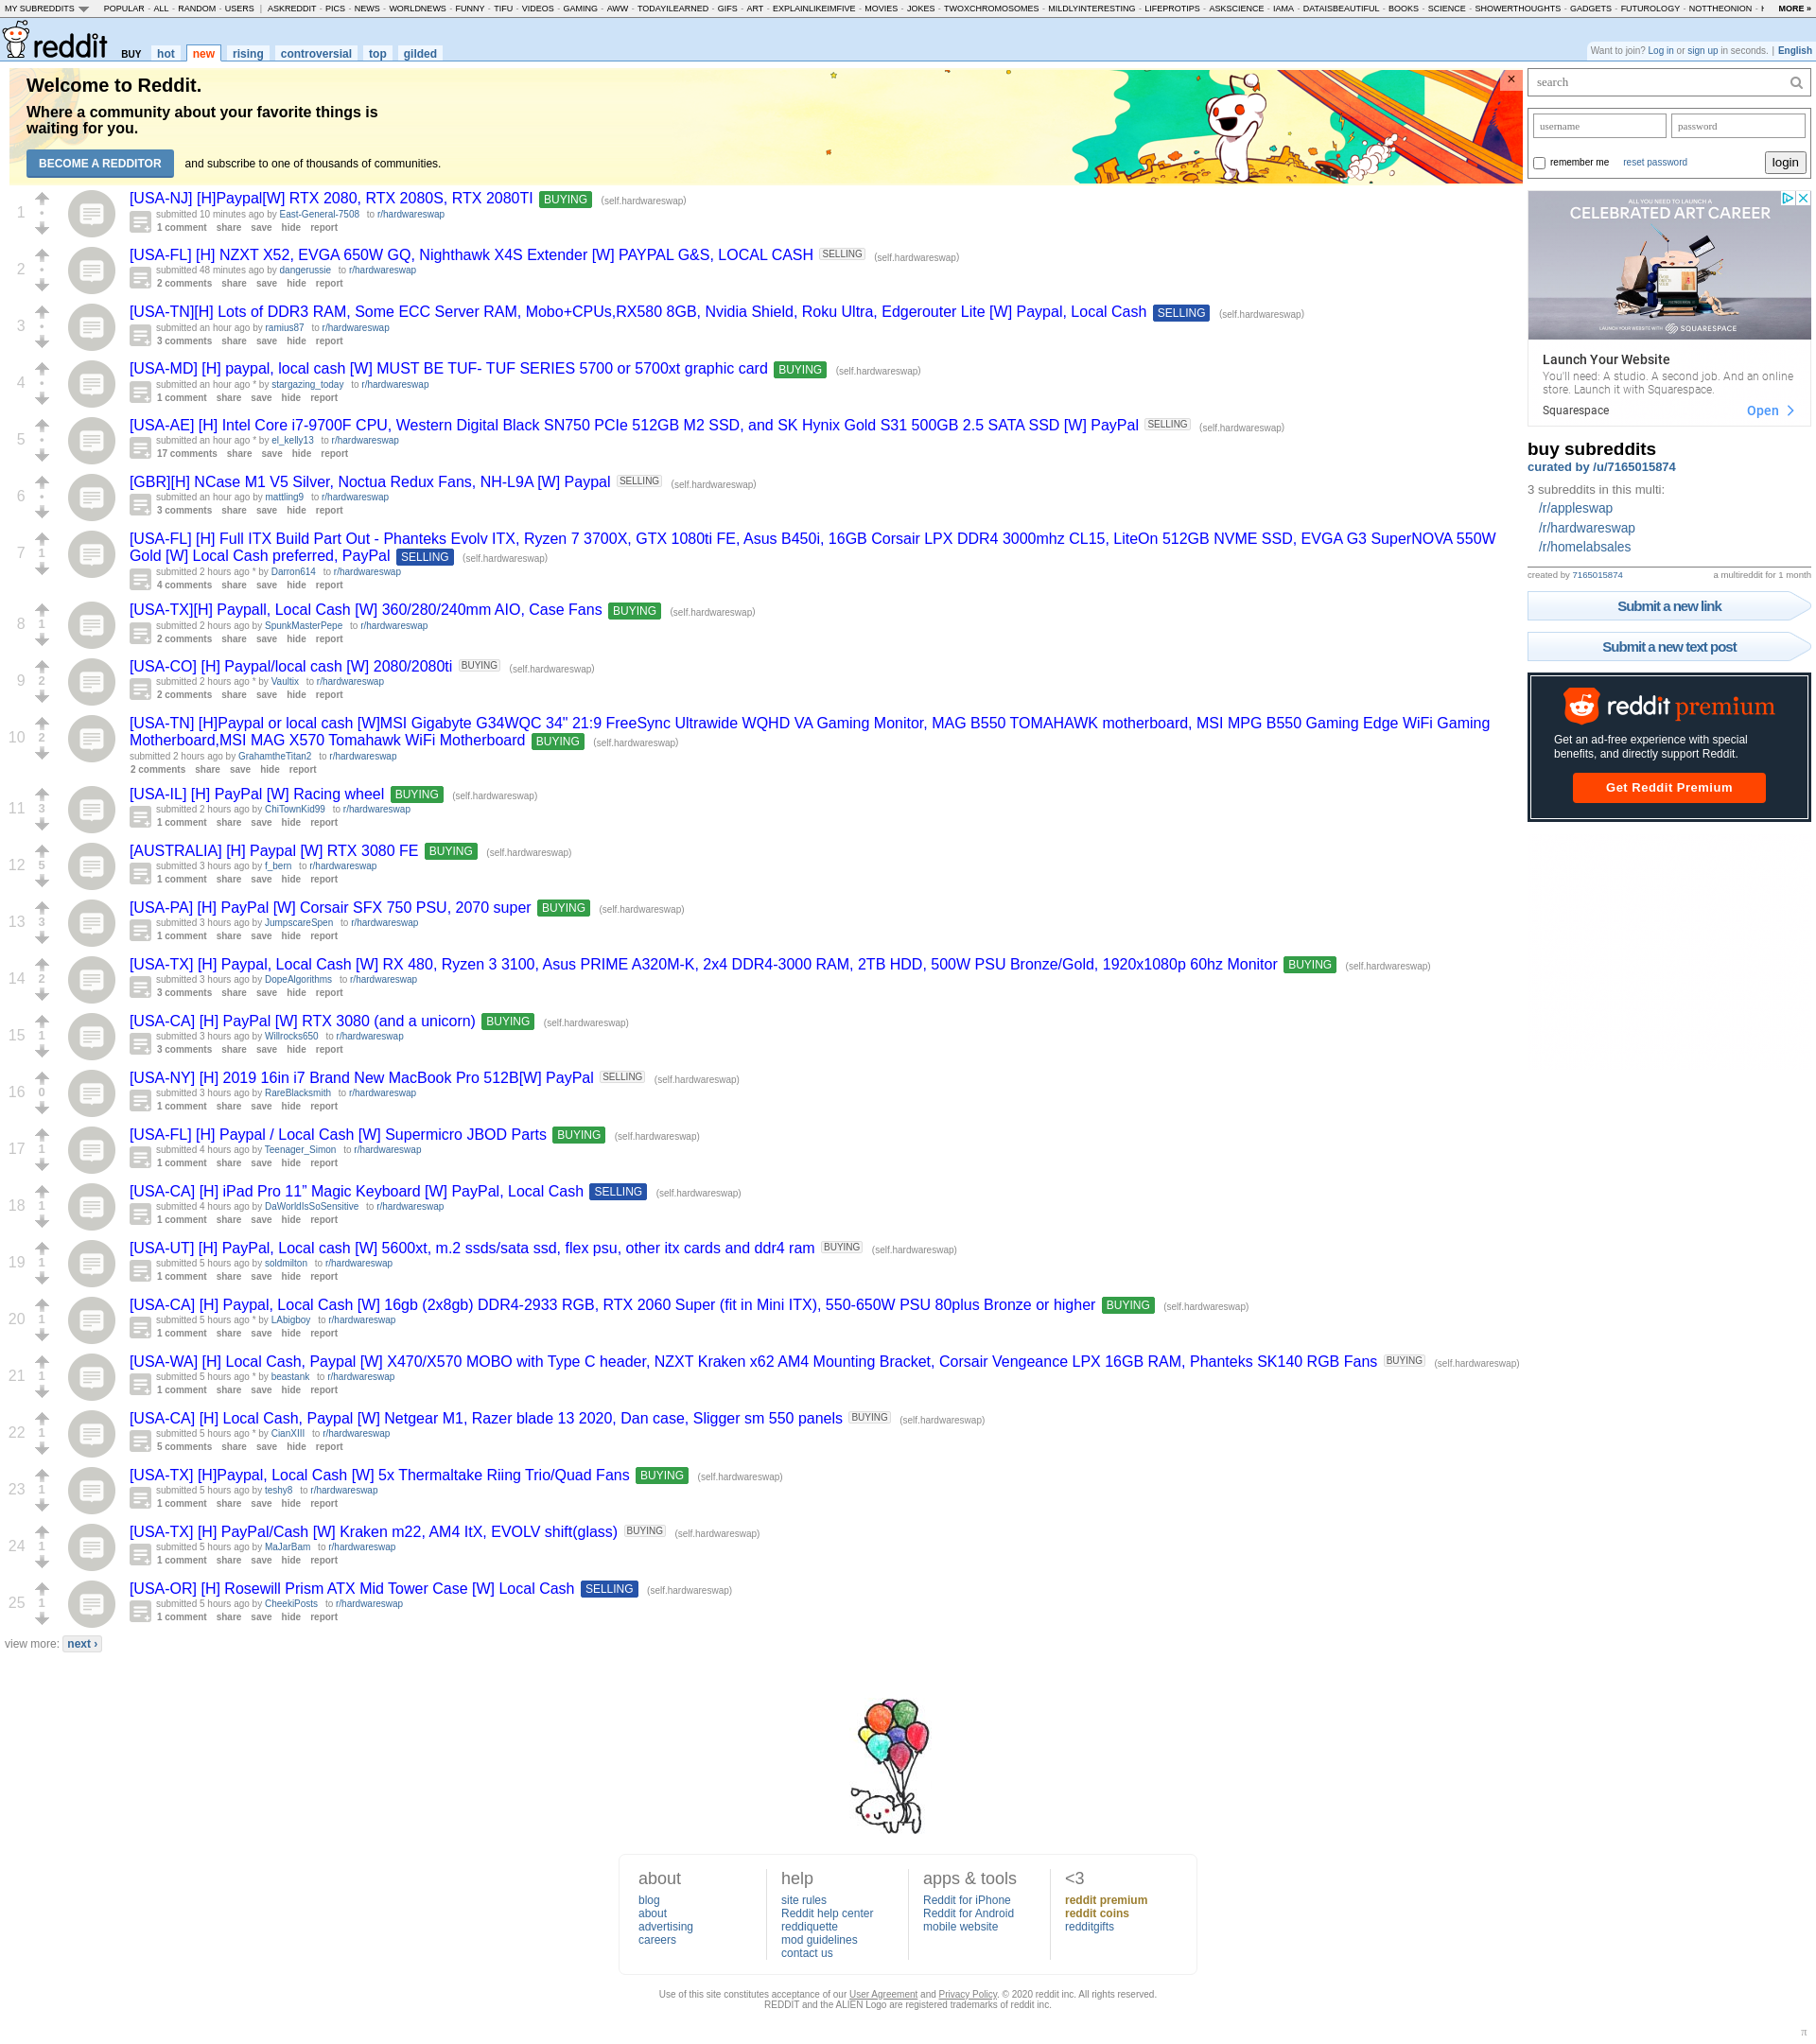 MY SUBREDDITS POPULAR - ALL - RANDOM - USERS | ASKREDDIT - PICS - NEWS - WORLDNEWS - FUNNY - TIFU - VIDEOS - GAMING - AWW - TODAYILEARNED - GIFS - ART - EXPLAINLIKEIMFIVE - MOVIES - JOKES - TWOXCHROMOSOMES - MILDLYINTERESTING - LIFEPROTIPS - ASKSCIENCE - IAMA - DATAISBEAUTIFUL - BOOKS - SCIENCE - SHOWERTHOUGHTS - GADGETS - FUTUROLOGY - NOTTHEONION - MORE »
reddit BUY hot new rising controversial top gilded
Want to join? Log in or sign up in seconds. | English
Welcome to Reddit.
Where a community about your favorite things is
waiting for you.
BECOME A REDDITOR and subscribe to one of thousands of communities.
×
1
[USA-NJ] [H]Paypal[W] RTX 2080, RTX 2080S, RTX 2080TI BUYING (self.hardwareswap)
submitted 10 minutes ago by East-General-7508 to r/hardwareswap
1 comment share save hide report
2
[USA-FL] [H] NZXT X52, EVGA 650W GQ, Nighthawk X4S Extender [W] PAYPAL G&S, LOCAL CASH SELLING (self.hardwareswap)
submitted 48 minutes ago by dangerussie to r/hardwareswap
2 comments share save hide report
3
[USA-TN][H] Lots of DDR3 RAM, Some ECC Server RAM, Mobo+CPUs,RX580 8GB, Nvidia Shield, Roku Ultra, Edgerouter Lite [W] Paypal, Local Cash SELLING (self.hardwareswap)
submitted an hour ago by ramius87 to r/hardwareswap
3 comments share save hide report
4
[USA-MD] [H] paypal, local cash [W] MUST BE TUF- TUF SERIES 5700 or 5700xt graphic card BUYING (self.hardwareswap)
submitted an hour ago * by stargazing_today to r/hardwareswap
1 comment share save hide report
5
[USA-AE] [H] Intel Core i7-9700F CPU, Western Digital Black SN750 PCIe 512GB M2 SSD, and SK Hynix Gold S31 500GB 2.5 SATA SSD [W] PayPal SELLING (self.hardwareswap)
submitted an hour ago * by el_kelly13 to r/hardwareswap
17 comments share save hide report
6
[GBR][H] NCase M1 V5 Silver, Noctua Redux Fans, NH-L9A [W] Paypal SELLING (self.hardwareswap)
submitted an hour ago by mattling9 to r/hardwareswap
3 comments share save hide report
7 1
[USA-FL] [H] Full ITX Build Part Out - Phanteks Evolv ITX, Ryzen 7 3700X, GTX 1080ti FE, Asus B450i, 16GB Corsair LPX DDR4 3000mhz CL15, LiteOn 512GB NVME SSD, EVGA G3 SuperNOVA 550W
Gold [W] Local Cash preferred, PayPal SELLING (self.hardwareswap)
submitted 2 hours ago * by Darron614 to r/hardwareswap
4 comments share save hide report
8 1
[USA-TX][H] Paypall, Local Cash [W] 360/280/240mm AIO, Case Fans BUYING (self.hardwareswap)
submitted 2 hours ago by SpunkMasterPepe to r/hardwareswap
2 comments share save hide report
9 2
[USA-CO] [H] Paypal/local cash [W] 2080/2080ti BUYING (self.hardwareswap)
submitted 2 hours ago * by Vaultix to r/hardwareswap
2 comments share save hide report
10 2
[USA-TN] [H]Paypal or local cash [W]MSI Gigabyte G34WQC 34" 21:9 FreeSync Ultrawide WQHD VA Gaming Monitor, MAG B550 TOMAHAWK motherboard, MSI MPG B550 Gaming Edge WiFi Gaming
Motherboard,MSI MAG X570 Tomahawk WiFi Motherboard BUYING (self.hardwareswap)
submitted 2 hours ago by GrahamtheTitan2 to r/hardwareswap
2 comments share save hide report
11 3
[USA-IL] [H] PayPal [W] Racing wheel BUYING (self.hardwareswap)
submitted 2 hours ago by ChiTownKid99 to r/hardwareswap
1 comment share save hide report
12 5
[AUSTRALIA] [H] Paypal [W] RTX 3080 FE BUYING (self.hardwareswap)
submitted 3 hours ago by f_bern to r/hardwareswap
1 comment share save hide report
13 3
[USA-PA] [H] PayPal [W] Corsair SFX 750 PSU, 2070 super BUYING (self.hardwareswap)
submitted 3 hours ago by JumpscareSpen to r/hardwareswap
1 comment share save hide report
14 2
[USA-TX] [H] Paypal, Local Cash [W] RX 480, Ryzen 3 3100, Asus PRIME A320M-K, 2x4 DDR4-3000 RAM, 2TB HDD, 500W PSU Bronze/Gold, 1920x1080p 60hz Monitor BUYING (self.hardwareswap)
submitted 3 hours ago by DopeAlgorithms to r/hardwareswap
3 comments share save hide report
15 1
[USA-CA] [H] PayPal [W] RTX 3080 (and a unicorn) BUYING (self.hardwareswap)
submitted 3 hours ago by Willrocks650 to r/hardwareswap
3 comments share save hide report
16 0
[USA-NY] [H] 2019 16in i7 Brand New MacBook Pro 512B[W] PayPal SELLING (self.hardwareswap)
submitted 3 hours ago by RareBlacksmith to r/hardwareswap
1 comment share save hide report
17 1
[USA-FL] [H] Paypal / Local Cash [W] Supermicro JBOD Parts BUYING (self.hardwareswap)
submitted 4 hours ago by Teenager_Simon to r/hardwareswap
1 comment share save hide report
18 1
[USA-CA] [H] iPad Pro 11” Magic Keyboard [W] PayPal, Local Cash SELLING (self.hardwareswap)
submitted 4 hours ago by DaWorldIsSoSensitive to r/hardwareswap
1 comment share save hide report
19 1
[USA-UT] [H] PayPal, Local cash [W] 5600xt, m.2 ssds/sata ssd, flex psu, other itx cards and ddr4 ram BUYING (self.hardwareswap)
submitted 5 hours ago by soldmilton to r/hardwareswap
1 comment share save hide report
20 1
[USA-CA] [H] Paypal, Local Cash [W] 16gb (2x8gb) DDR4-2933 RGB, RTX 2060 Super (fit in Mini ITX), 550-650W PSU 80plus Bronze or higher BUYING (self.hardwareswap)
submitted 5 hours ago * by LAbigboy to r/hardwareswap
1 comment share save hide report
21 1
[USA-WA] [H] Local Cash, Paypal [W] X470/X570 MOBO with Type C header, NZXT Kraken x62 AM4 Mounting Bracket, Corsair Vengeance LPX 16GB RAM, Phanteks SK140 RGB Fans BUYING (self.hardwareswap)
submitted 5 hours ago * by beastank to r/hardwareswap
1 comment share save hide report
22 1
[USA-CA] [H] Local Cash, Paypal [W] Netgear M1, Razer blade 13 2020, Dan case, Sligger sm 550 panels BUYING (self.hardwareswap)
submitted 5 hours ago * by CianXIII to r/hardwareswap
5 comments share save hide report
23 1
[USA-TX] [H]Paypal, Local Cash [W] 5x Thermaltake Riing Trio/Quad Fans BUYING (self.hardwareswap)
submitted 5 hours ago by teshy8 to r/hardwareswap
1 comment share save hide report
24 1
[USA-TX] [H] PayPal/Cash [W] Kraken m22, AM4 ItX, EVOLV shift(glass) BUYING (self.hardwareswap)
submitted 5 hours ago by MaJarBam to r/hardwareswap
1 comment share save hide report
25 1
[USA-OR] [H] Rosewill Prism ATX Mid Tower Case [W] Local Cash SELLING (self.hardwareswap)
submitted 5 hours ago by CheekiPosts to r/hardwareswap
1 comment share save hide report
view more: next ›
search
username password
remember me reset password login
ALL YOU NEED TO LAUNCH A
CELEBRATED ART CAREER
LAUNCH YOUR WEBSITE WITH SQUARESPACE
Launch Your Website
You'll need: A studio. A second job. And an online
store. Launch it with Squarespace.
Squarespace Open
buy subreddits
curated by /u/7165015874
3 subreddits in this multi:
/r/appleswap
/r/hardwareswap
/r/homelabsales
created by 7165015874 a multireddit for 1 month
Submit a new link
Submit a new text post
reddit premium
Get an ad-free experience with special
benefits, and directly support Reddit.
Get Reddit Premium
about
blog
about
advertising
careers
help
site rules
Reddit help center
reddiquette
mod guidelines
contact us
apps & tools
Reddit for iPhone
Reddit for Android
mobile website
<3
reddit premium
reddit coins
redditgifts
Use of this site constitutes acceptance of our User Agreement and Privacy Policy. © 2020 reddit inc. All rights reserved.
REDDIT and the ALIEN Logo are registered trademarks of reddit inc.
π